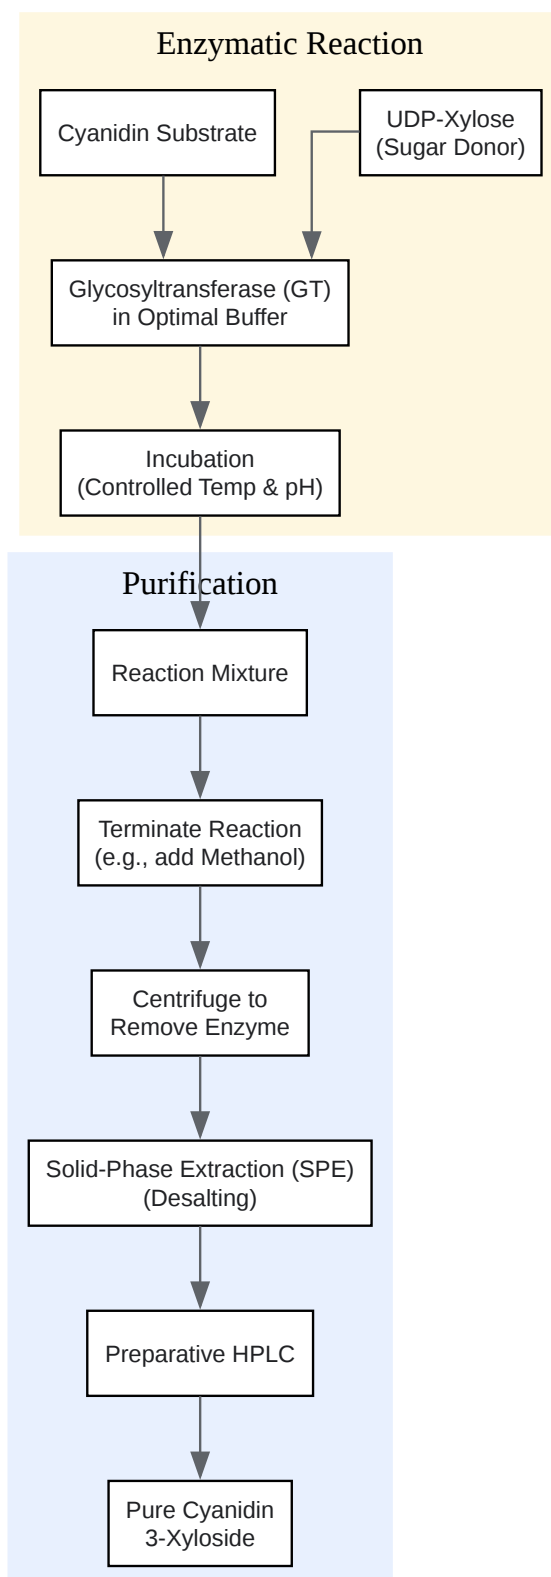 Enzymatic Reaction
Cyanidin Substrate
UDP-Xylose
(Sugar Donor)
Glycosyltransferase (GT)
in Optimal Buffer
Incubation
(Controlled Temp & pH)
Purification
Reaction Mixture
Terminate Reaction
(e.g., add Methanol)
Centrifuge to
Remove Enzyme
Solid-Phase Extraction (SPE)
(Desalting)
Preparative HPLC
Pure Cyanidin
3-Xyloside